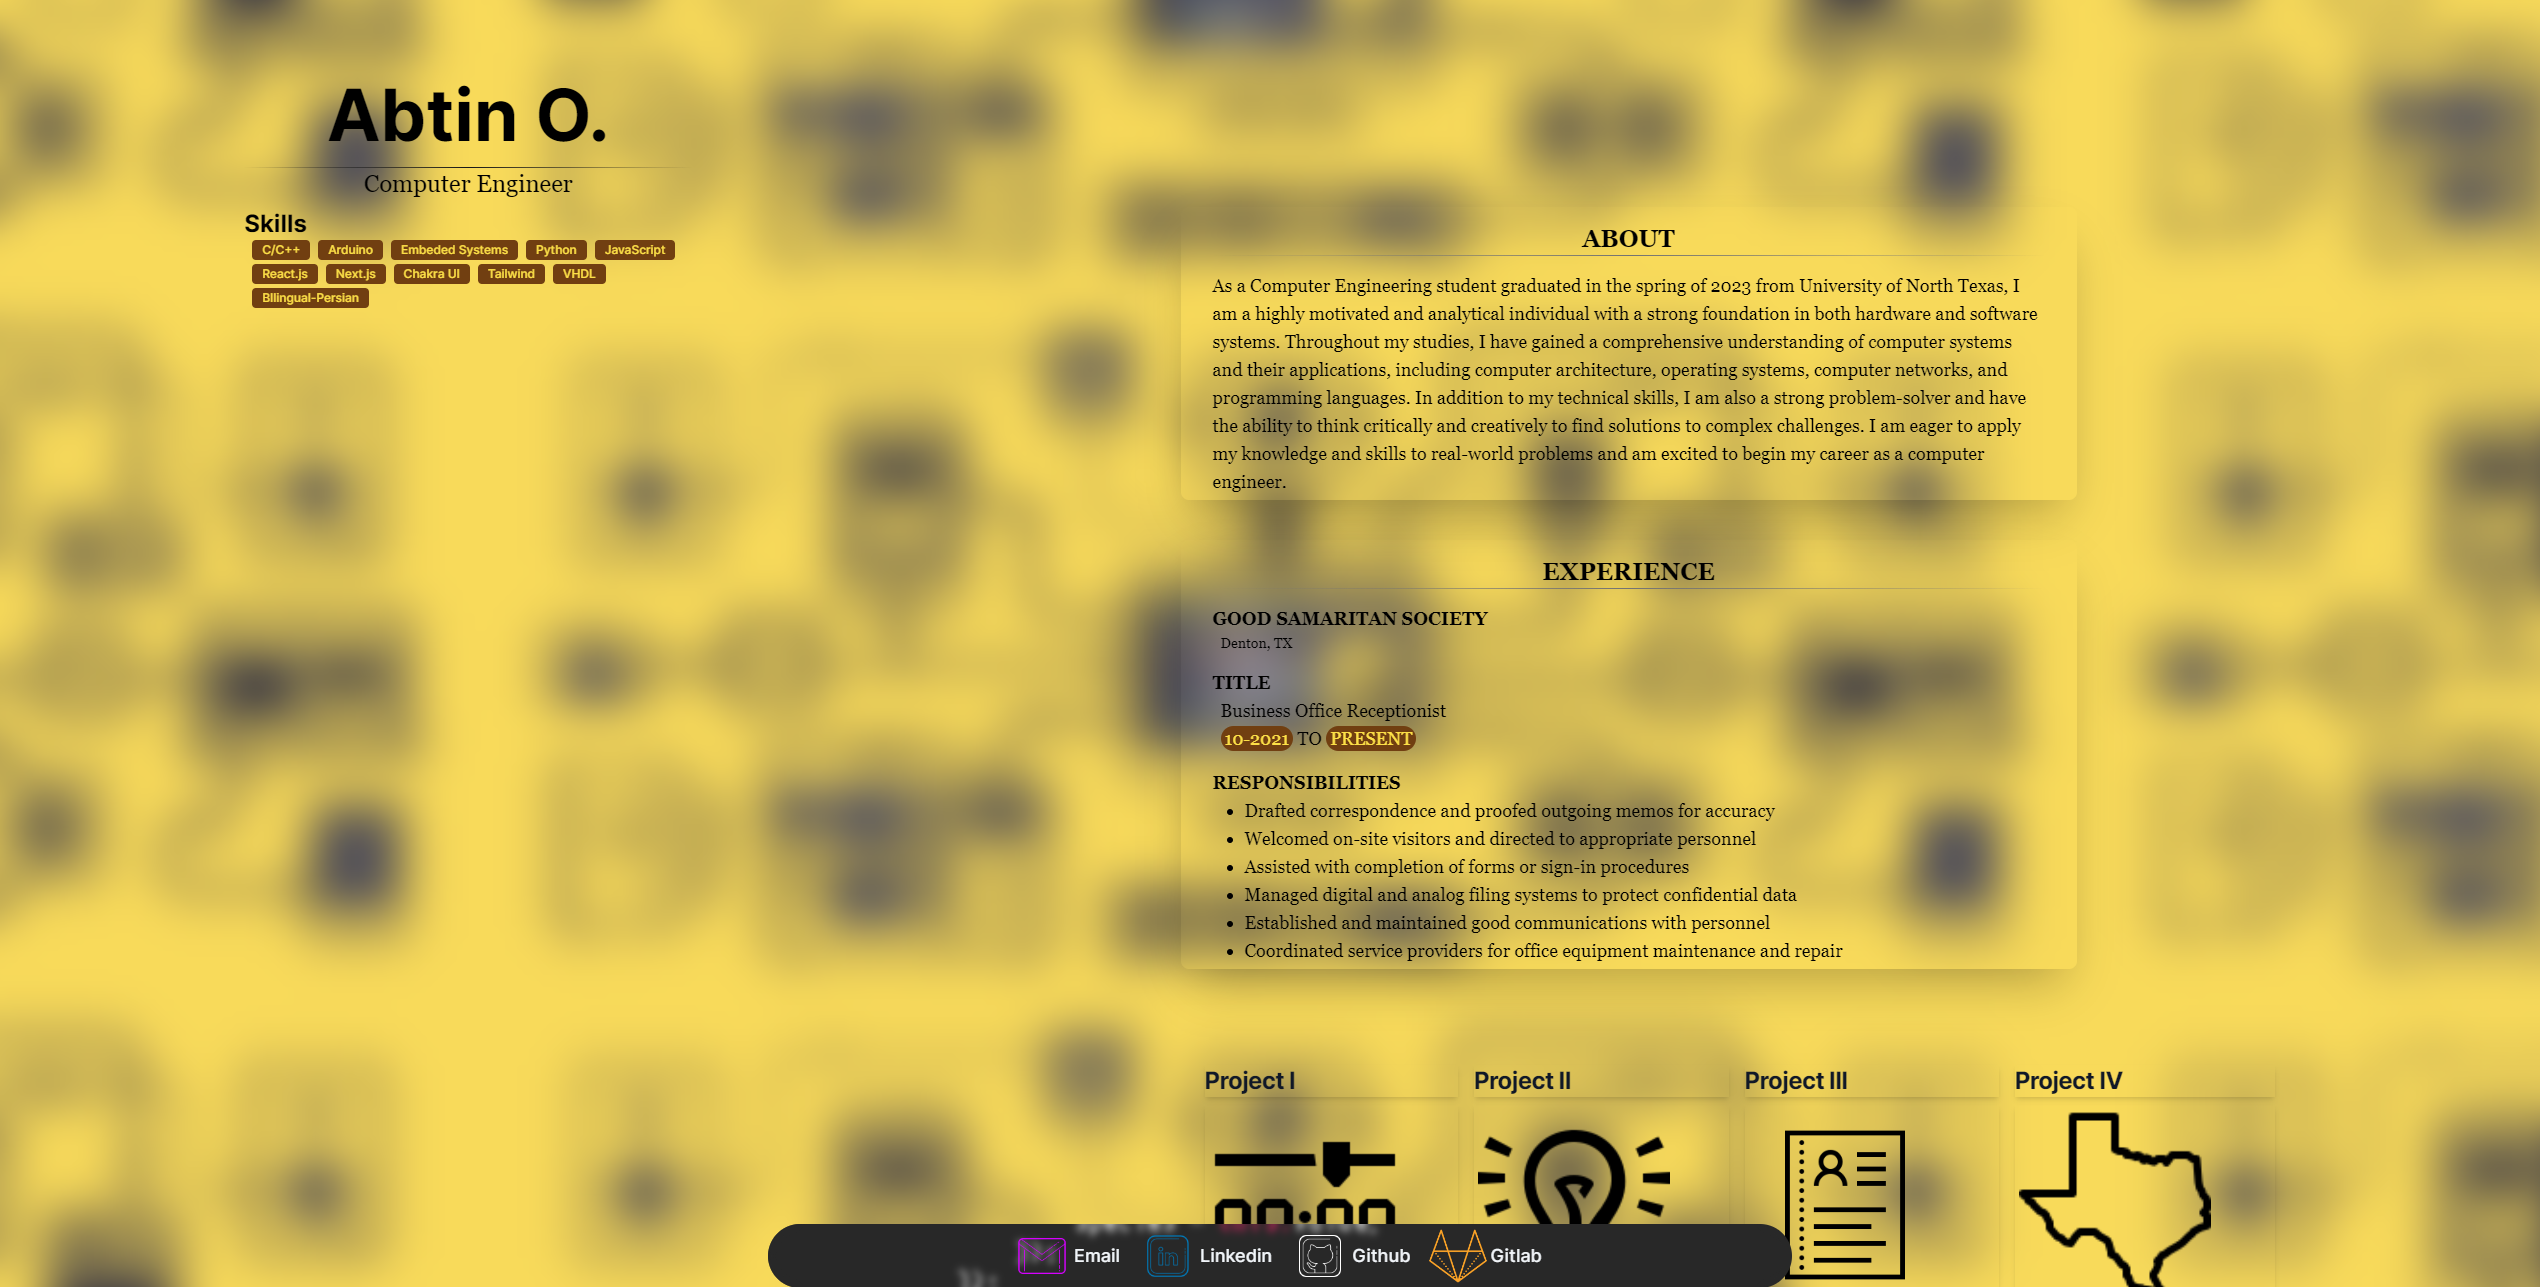 Abtin O.
Computer Engineer
Skills
C/C++ Arduino Embeded Systems Python JavaScript
React.js Next.js Chakra UI Tailwind VHDL
BIlingual-Persian
ABOUT
As a Computer Engineering student graduated in the spring of 2023 from University of North Texas, I
am a highly motivated and analytical individual with a strong foundation in both hardware and software
systems. Throughout my studies, I have gained a comprehensive understanding of computer systems
and their applications, including computer architecture, operating systems, computer networks, and
programming languages. In addition to my technical skills, I am also a strong problem-solver and have
the ability to think critically and creatively to find solutions to complex challenges. I am eager to apply
my knowledge and skills to real-world problems and am excited to begin my career as a computer
engineer.
EXPERIENCE
GOOD SAMARITAN SOCIETY
Denton, TX
TITLE
Business Office Receptionist
10-2021 TO PRESENT
RESPONSIBILITIES
• Drafted correspondence and proofed outgoing memos for accuracy
• Welcomed on-site visitors and directed to appropriate personnel
• Assisted with completion of forms or sign-in procedures
• Managed digital and analog filing systems to protect confidential data
• Established and maintained good communications with personnel
• Coordinated service providers for office equipment maintenance and repair
Project I Project II Project III Project IV
00:00
Email Linkedin Github Gitlab